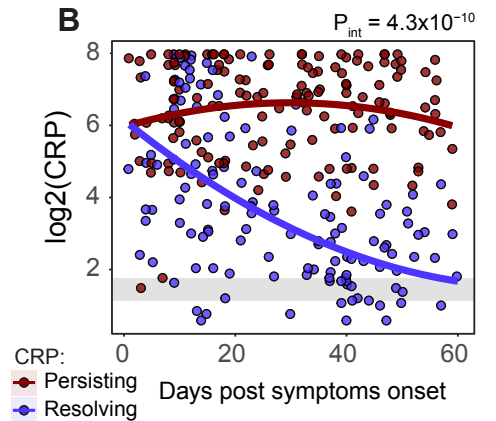 B
P_int = 4.3x10⁻¹⁰
log2(CRP)
8
6
4
2
0 20 40 60
Days post symptoms onset
CRP:
Persisting
Resolving